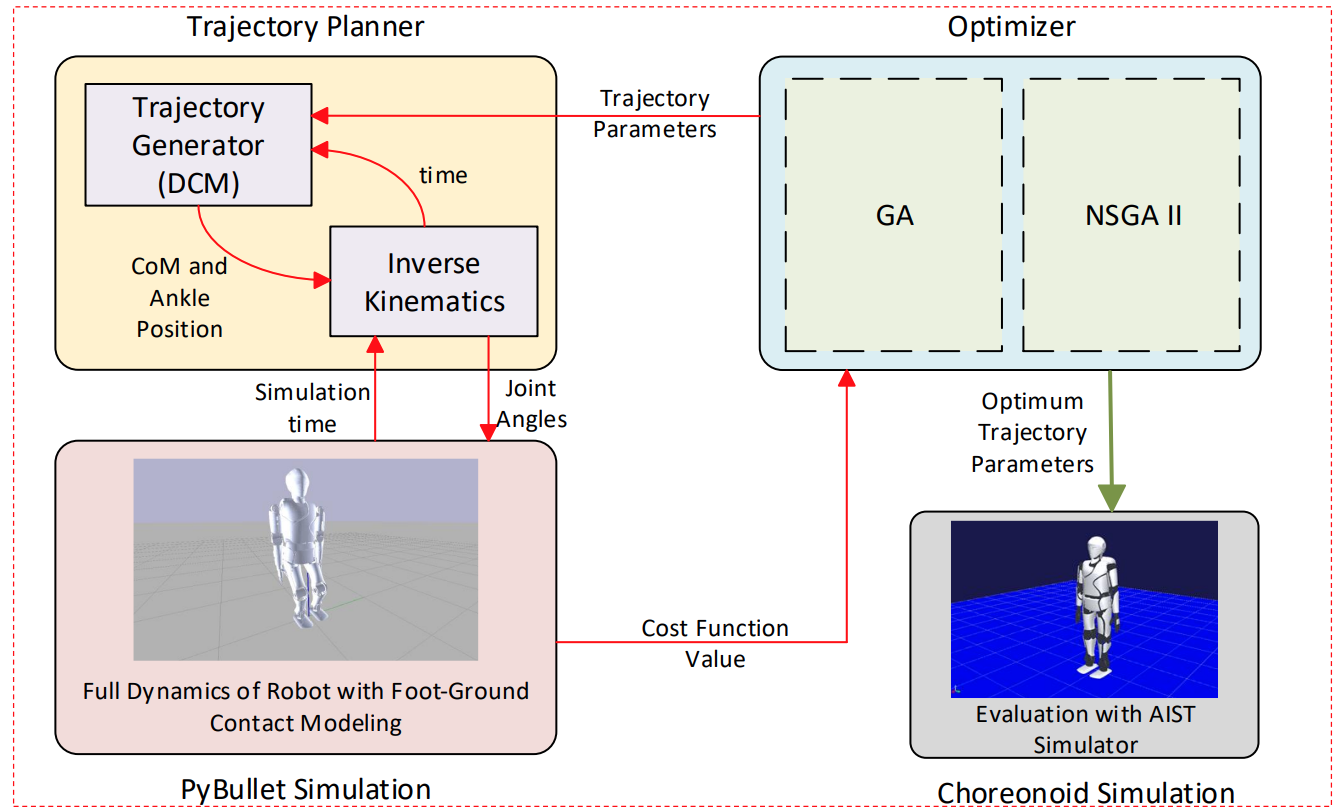 Trajectory Planner
Optimizer
Trajectory
Generator
(DCM)
time
CoM and
Ankle
Position
Inverse
Kinematics
Trajectory
Parameters
GA
NSGA II
Simulation
time
Joint
Angles
Optimum
Trajectory
Parameters
Full Dynamics of Robot with Foot-Ground
Contact Modeling
Cost Function
Value
Evaluation with AIST
Simulator
PyBullet Simulation
Choreonoid Simulation